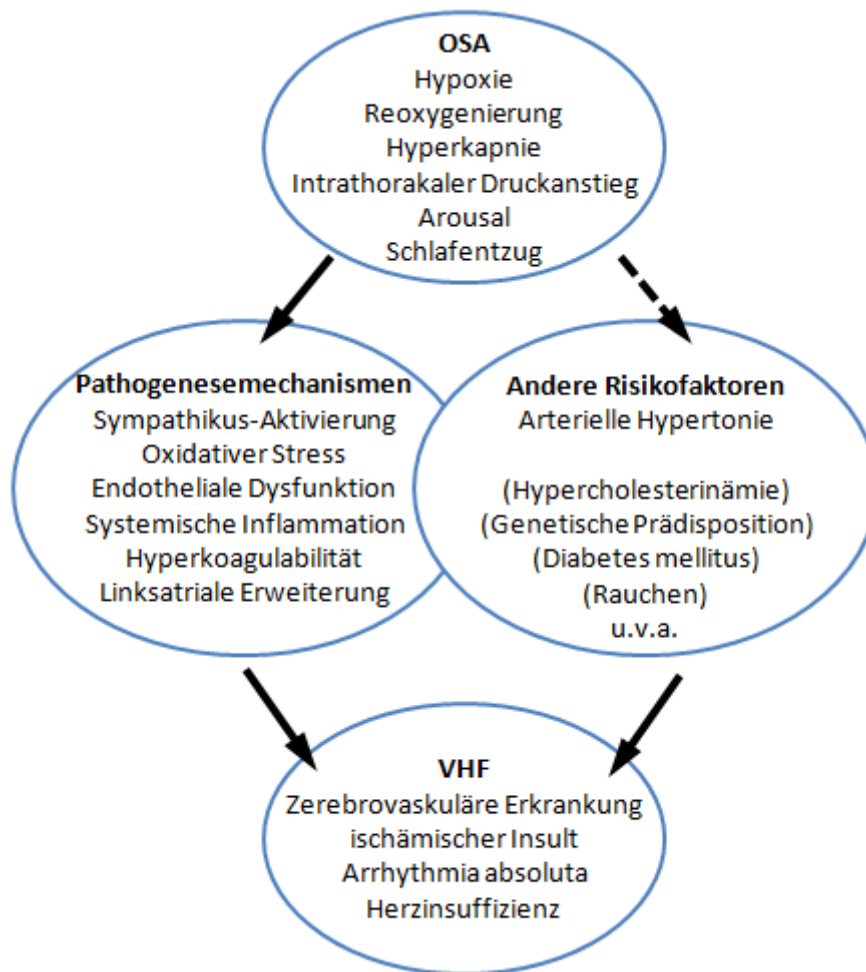 OSA
Hypoxie
Reoxygenierung
Hyperkapnie
Intrathorakaler Druckanstieg
Arousal
Schlafentzug
Pathogenesemechanismen
Sympathikus-Aktivierung
Oxidativer Stress
Endotheliale Dysfunktion
Systemische Inflammation
Hyperkoagulabilität
Linksatriale Erweiterung
Andere Risikofaktoren
Arterielle Hypertonie
(Hypercholesterinämie)
(Genetische Prädisposition)
(Diabetes mellitus)
(Rauchen)
u.v.a.
VHF
Zerebrovaskuläre Erkrankung
ischämischer Insult
Arrhythmia absoluta
Herzinsuffizienz